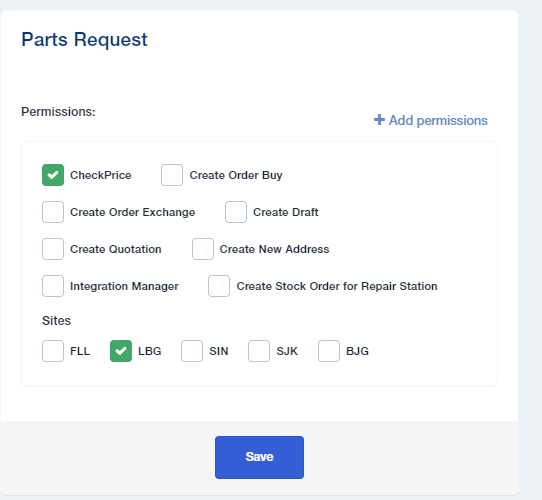 Parts Request
Permissions:
+ Add permissions
CheckPrice Create Order Buy
Create Order Exchange Create Draft
Create Quotation Create New Address
Integration Manager Create Stock Order for Repair Station
Sites
FLL LBG SIN SJK BJG
Save